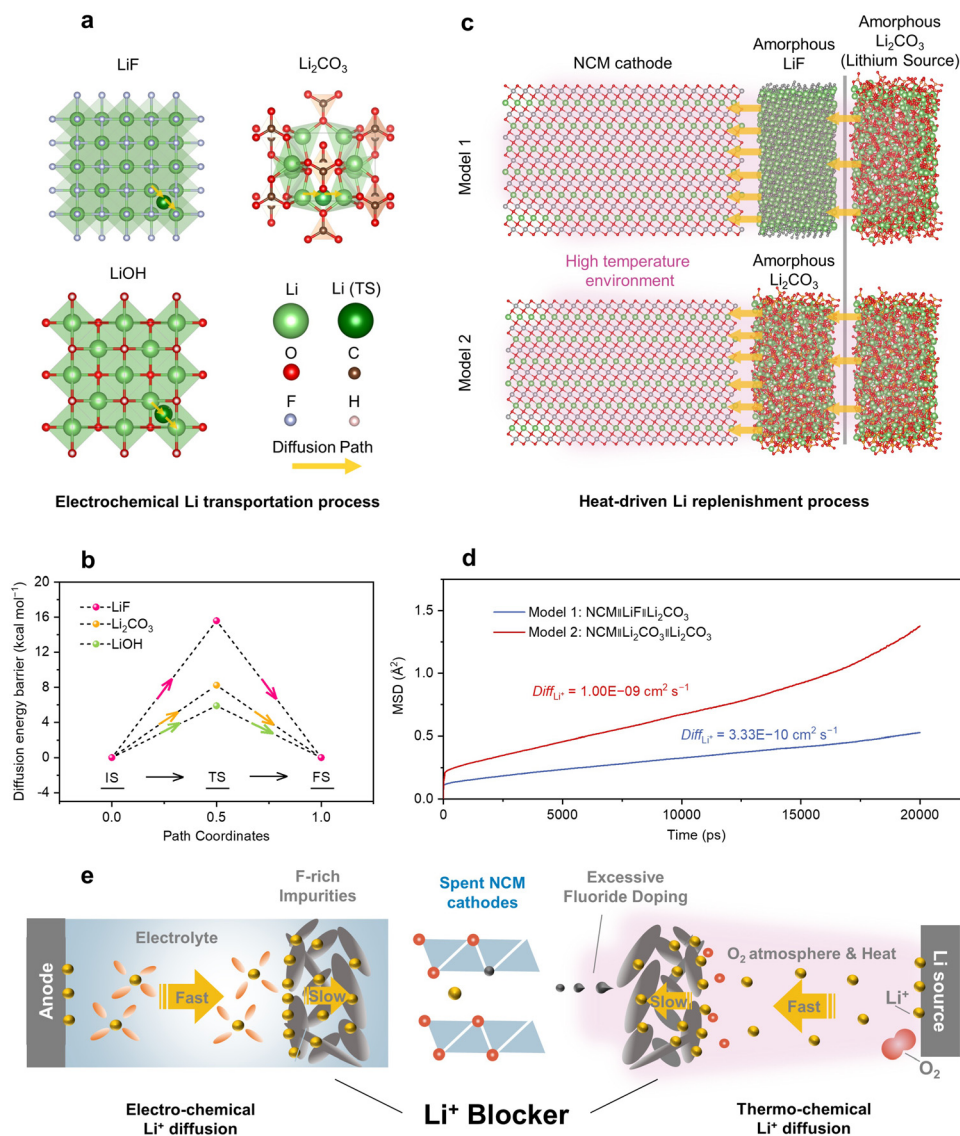 a
LiF
Li₂CO₃
LiOH
Li
Li (TS)
O
C
F
H
Diffusion Path
Electrochemical Li transportation process
c
NCM cathode
Amorphous
LiF
Amorphous
Li₂CO₃
(Lithium Source)
Model 1
High temperature
environment
Amorphous
Li₂CO₃
Model 2
Heat-driven Li replenishment process
b
Diffusion energy barrier (kcal mol⁻¹)
20
16
12
8
4
0
-4
LiF
Li₂CO₃
LiOH
IS
TS
FS
0.0
0.5
1.0
Path Coordinates
d
MSD (Å²)
1.5
1.0
0.5
0.0
Model 1: NCM||LiF||Li₂CO₃
Model 2: NCM||Li₂CO₃||Li₂CO₃
Diff_Li⁺ = 1.00E−09 cm² s⁻¹
Diff_Li⁺ = 3.33E−10 cm² s⁻¹
0
5000
10000
15000
20000
Time (ps)
e
F-rich
Impurities
Spent NCM
cathodes
Excessive
Fluoride Doping
Anode
Electrolyte
Fast
Slow
O₂ atmosphere & Heat
Slow
Fast
Li⁺
O₂
Li source
Li⁺ Blocker
Electro-chemical
Li⁺ diffusion
Thermo-chemical
Li⁺ diffusion